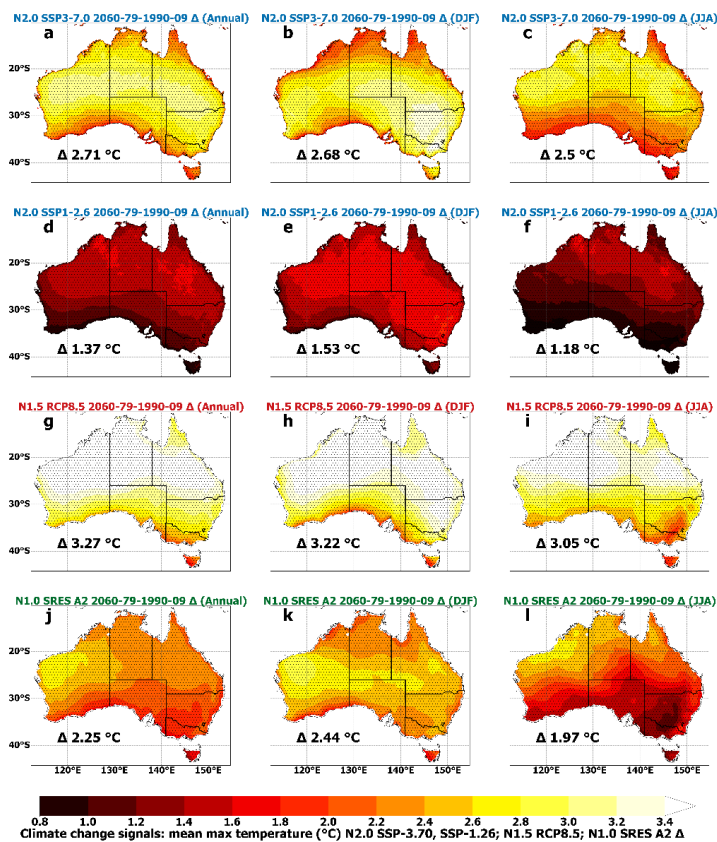 N2.0 SSP3-7.0 2060-79-1990-09 Δ (Annual) N2.0 SSP3-7.0 2060-79-1990-09 Δ (DJF) N2.0 SSP3-7.0 2060-79-1990-09 Δ (JJA)
a b c
20°S
30°S
40°S
Δ 2.71 °C Δ 2.68 °C Δ 2.5 °C
N2.0 SSP1-2.6 2060-79-1990-09 Δ (Annual) N2.0 SSP1-2.6 2060-79-1990-09 Δ (DJF) N2.0 SSP1-2.6 2060-79-1990-09 Δ (JJA)
d e f
20°S
30°S
40°S
Δ 1.37 °C Δ 1.53 °C Δ 1.18 °C
N1.5 RCP8.5 2060-79-1990-09 Δ (Annual) N1.5 RCP8.5 2060-79-1990-09 Δ (DJF) N1.5 RCP8.5 2060-79-1990-09 Δ (JJA)
g h i
20°S
30°S
40°S
Δ 3.27 °C Δ 3.22 °C Δ 3.05 °C
N1.0 SRES A2 2060-79-1990-09 Δ (Annual) N1.0 SRES A2 2060-79-1990-09 Δ (DJF) N1.0 SRES A2 2060-79-1990-09 Δ (JJA)
j k l
20°S
30°S
40°S
Δ 2.25 °C Δ 2.44 °C Δ 1.97 °C
120°E 130°E 140°E 150°E 120°E 130°E 140°E 150°E 120°E 130°E 140°E 150°E
0.8 1.0 1.2 1.4 1.6 1.8 2.0 2.2 2.4 2.6 2.8 3.0 3.2 3.4
Climate change signals: mean max temperature (°C) N2.0 SSP-3.70, SSP-1.26; N1.5 RCP8.5; N1.0 SRES A2 Δ